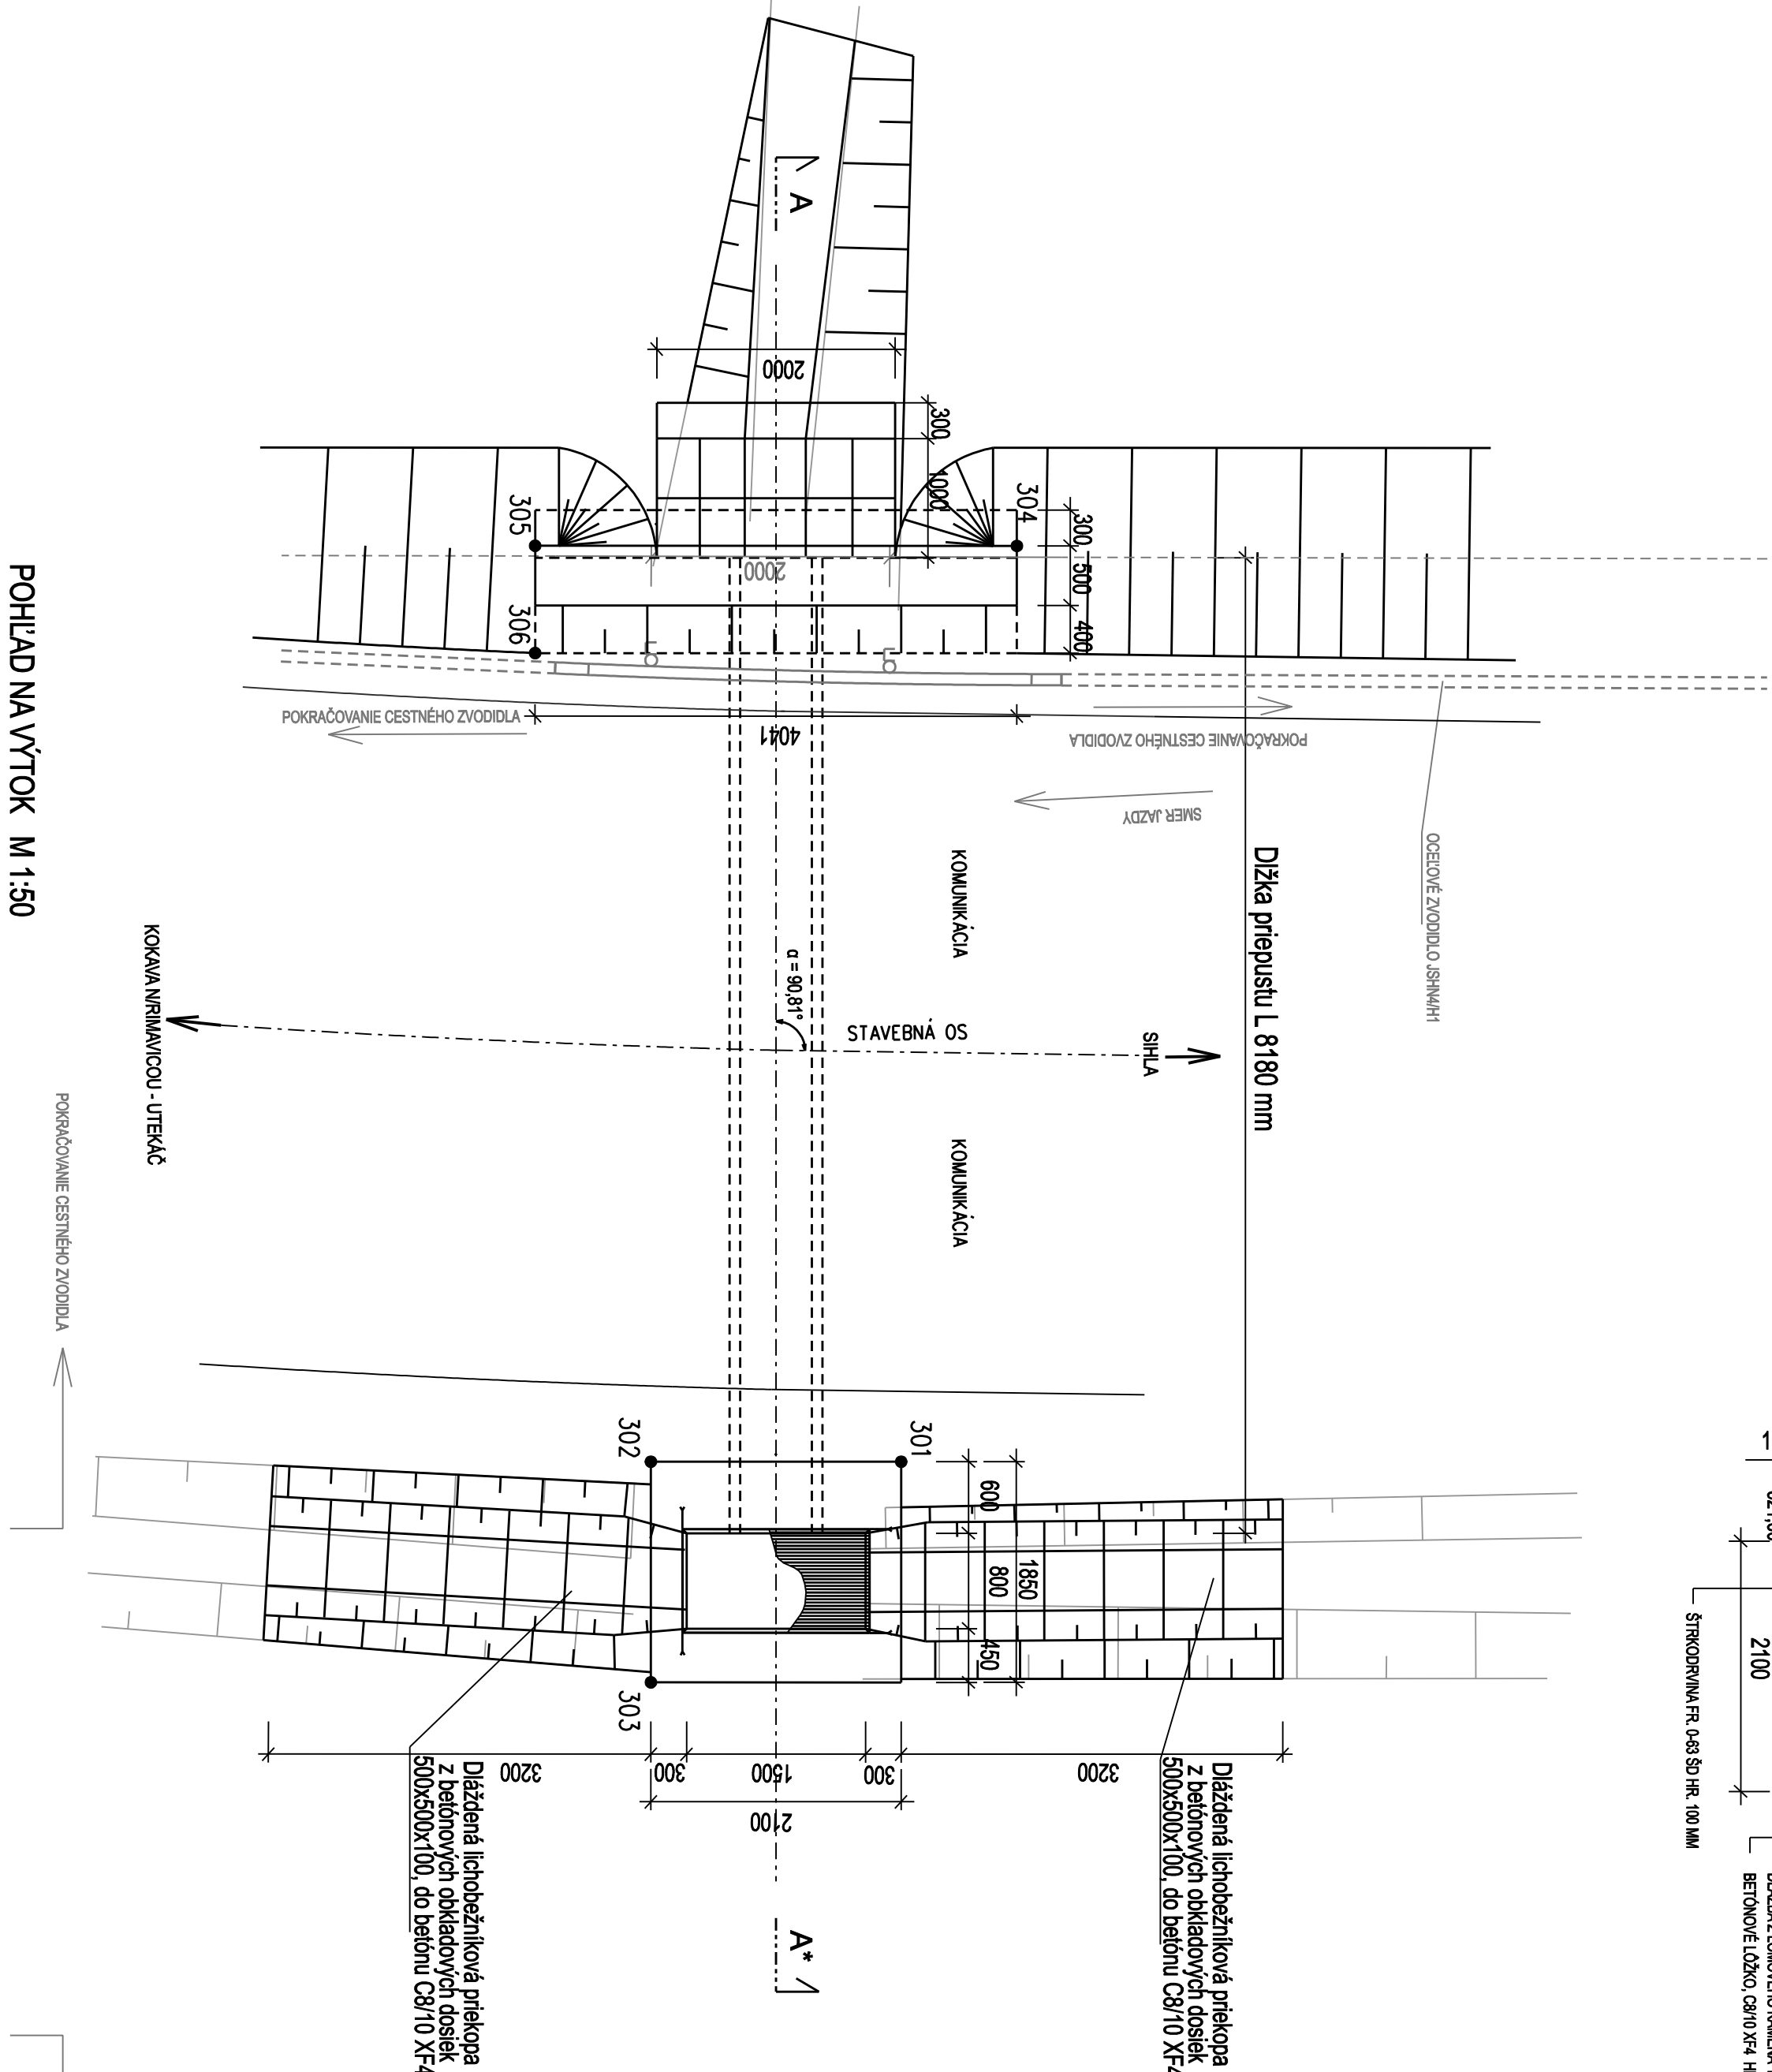 A
2000
300
1000
305
304
300
2000
500
306
400
POKRAČOVANIE CESTNÉHO ZVODIDLA
4041
POKRAČOVANIE CESTNÉHO ZVODIDLA
SMER JAZDY
OCEĽOVÉ ZVODIDLO JSHN4/H1
POHĽAD NA VÝTOK M 1:50
KOMUNIKÁCIA
Dĺžka priepustu L 8180 mm
α = 90,81°
STAVEBNÁ OS
SIHLA
KOKAVA N/RIMAVICOU - UTEKÁČ
POKRAČOVANIE CESTNÉHO ZVODIDLA
KOMUNIKÁCIA
302
301
600
800
1850
450
303
3200
300
1500
300
3200
2100
Dláždená lichobežníková priekopa
z betónových obkladových dosiek
500x500x100, do betónu C8/10 XF4
Dláždená lichobežníková priekopa
z betónových obkladových dosiek
500x500x100, do betónu C8/10 XF4
A*
1
2100
ŠTRKODRVINA FR. 0-63 ŠD HR. 100 MM
BETÓNOVÉ LÔŽKO, C8/10 XF4